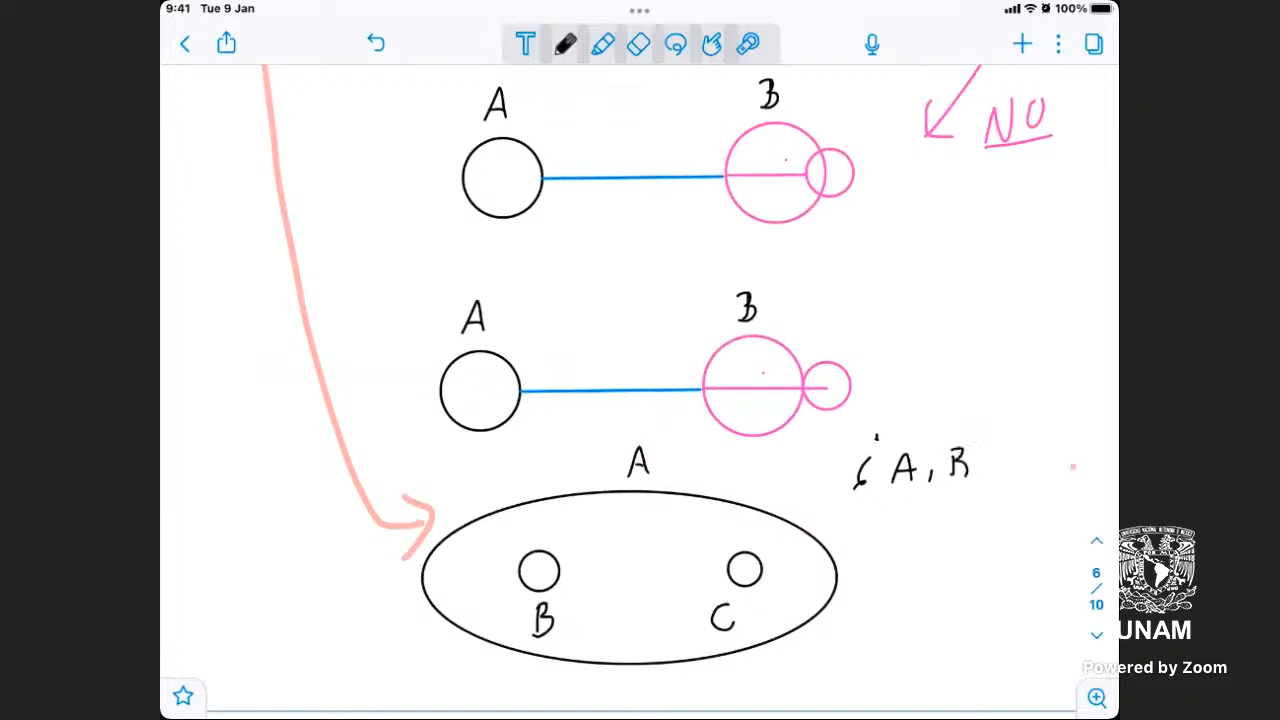 9:41 Tue 9 Jan 100%
A B NO
A B
A ¿ A, B
B C
6
/
10
UNAM
Powered by Zoom